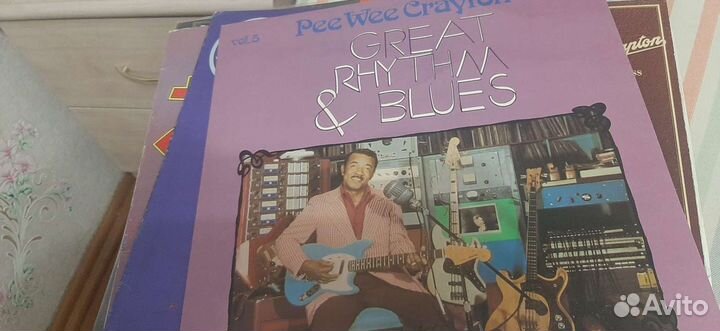 Pee Wee Crayton
vol. 5
GREAT
RHYTHM
& BLUES
Avito